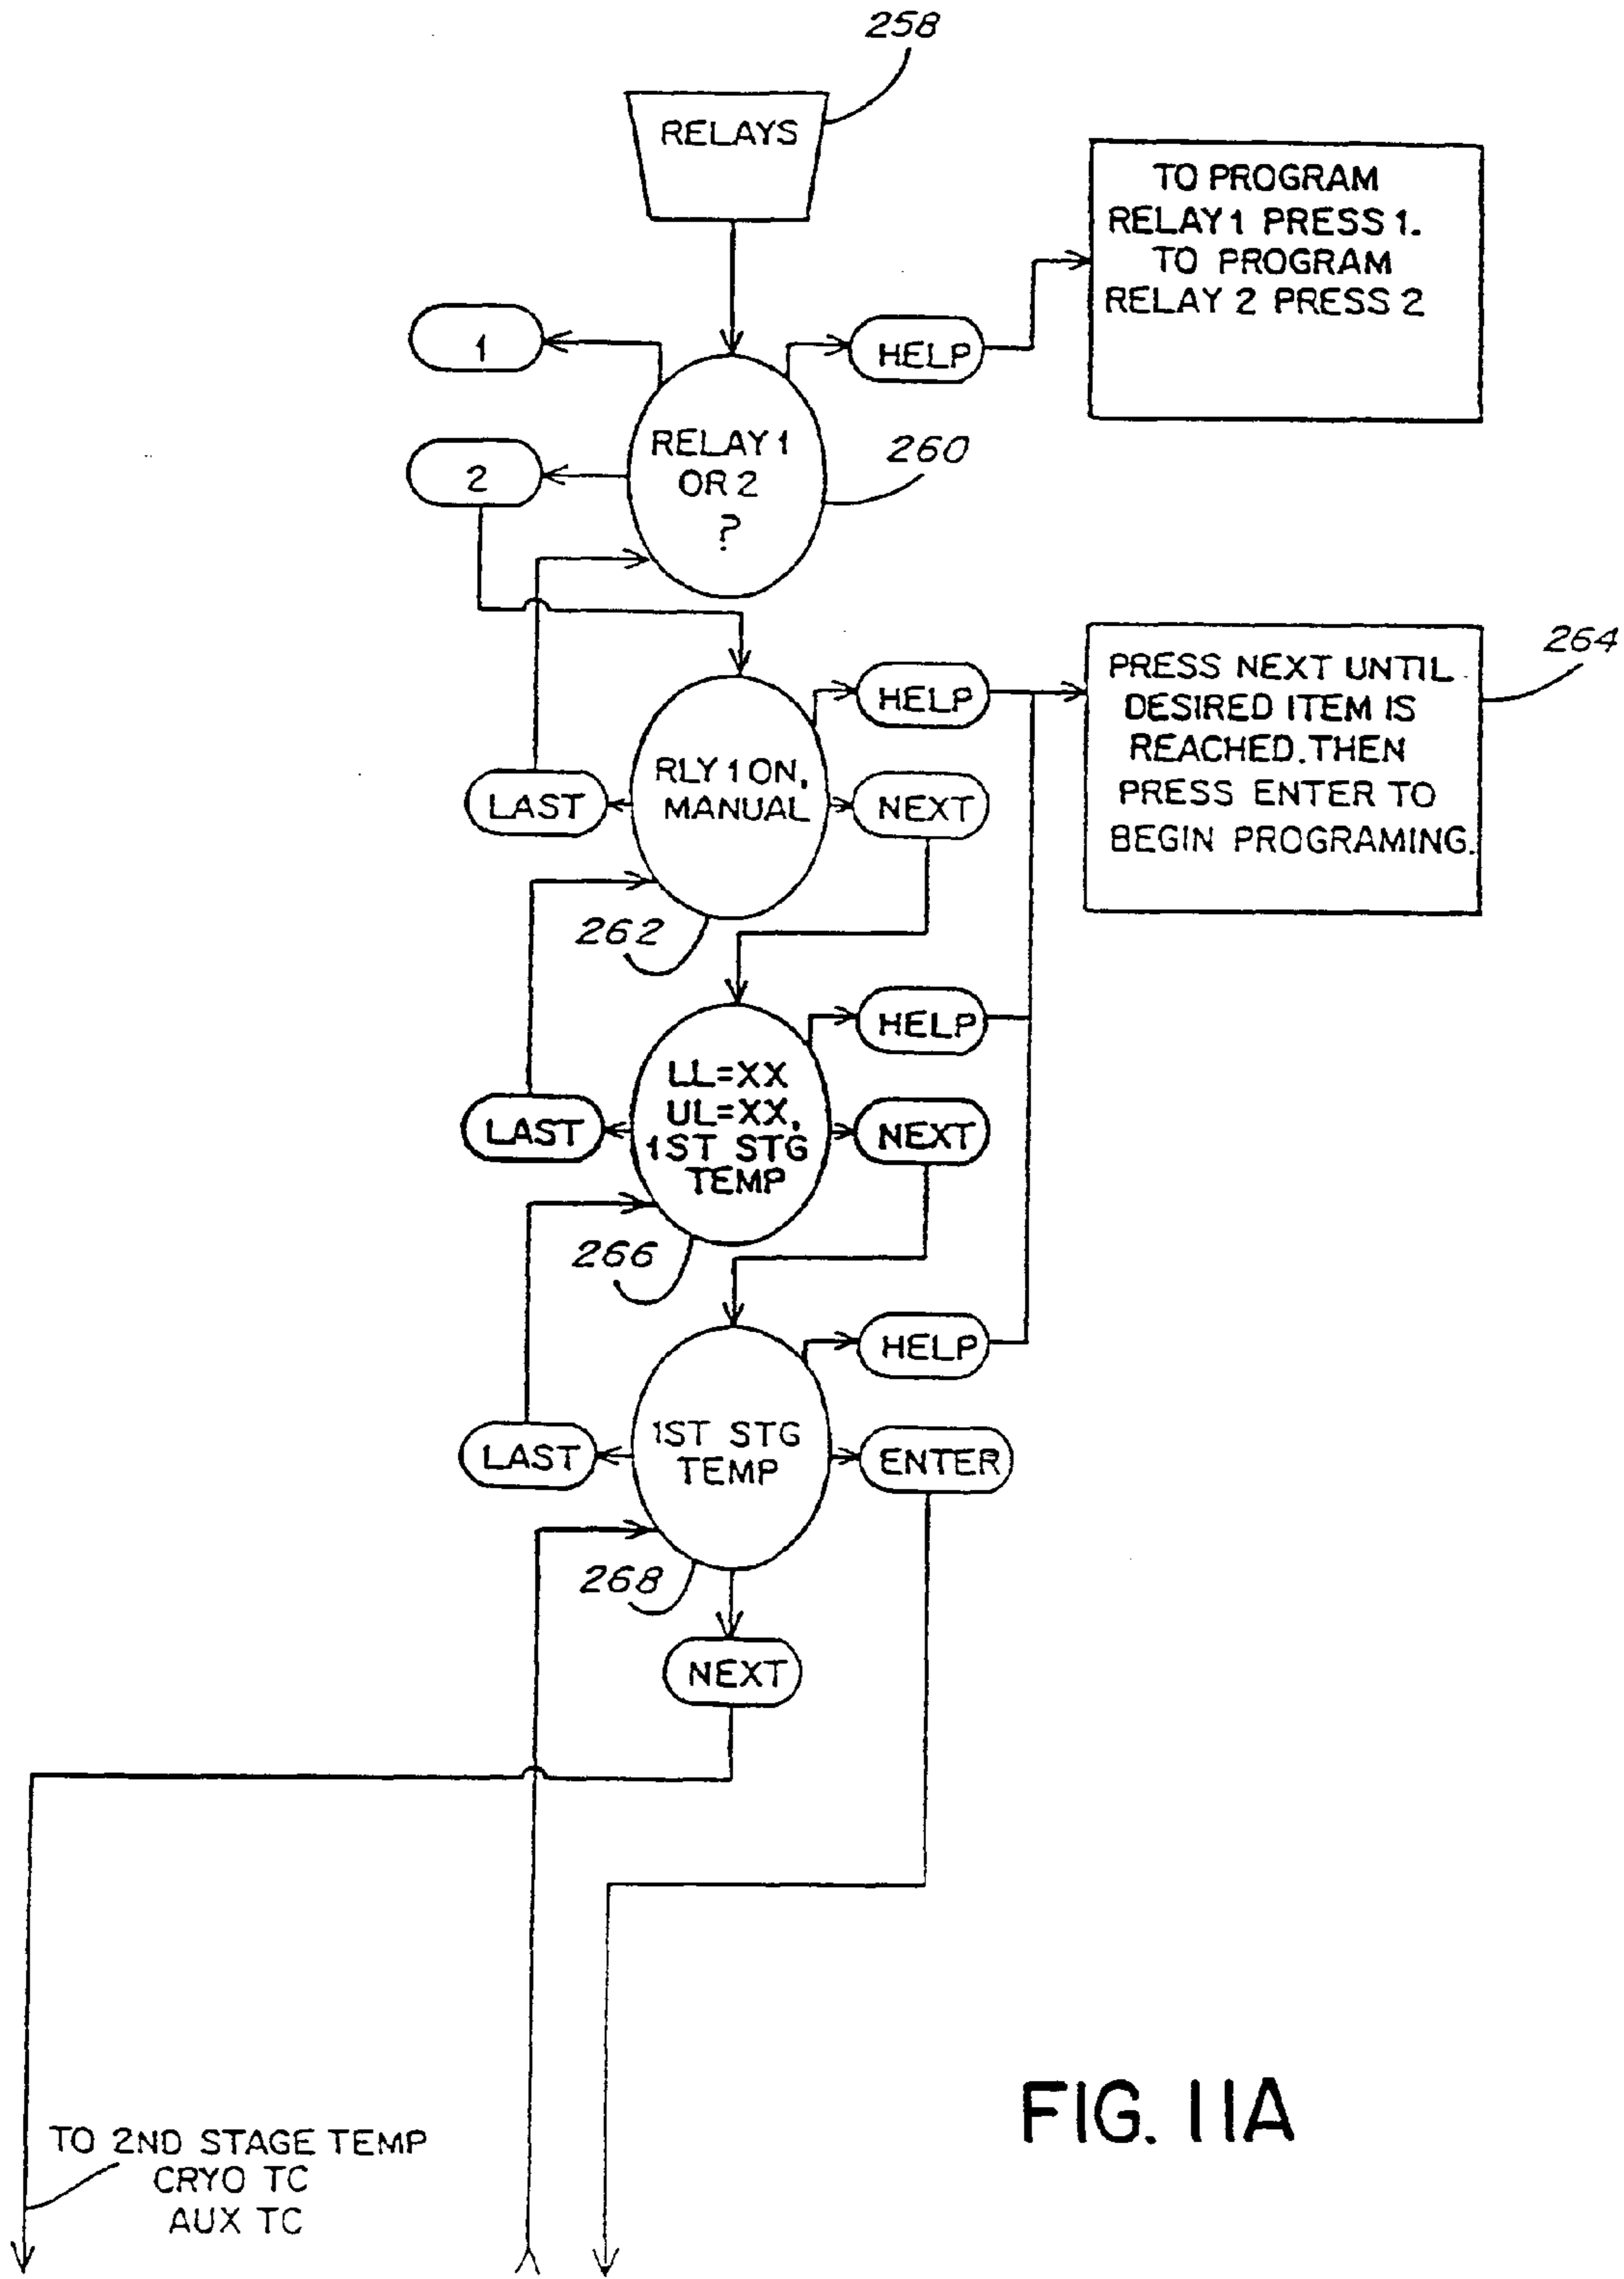 258
RELAYS
TO PROGRAM
RELAY 1 PRESS 1.
TO PROGRAM
RELAY 2 PRESS 2
1
HELP
RELAY 1
OR 2
?
260
2
264
PRESS NEXT UNTIL
DESIRED ITEM IS
REACHED. THEN
PRESS ENTER TO
BEGIN PROGRAMING.
HELP
RLY 1 ON,
MANUAL
LAST
NEXT
262
HELP
LL=XX
UL=XX,
1ST STG
TEMP
LAST
NEXT
266
HELP
1ST STG
TEMP
LAST
ENTER
268
NEXT
TO 2ND STAGE TEMP
CRYO TC
AUX TC
FIG. 11A